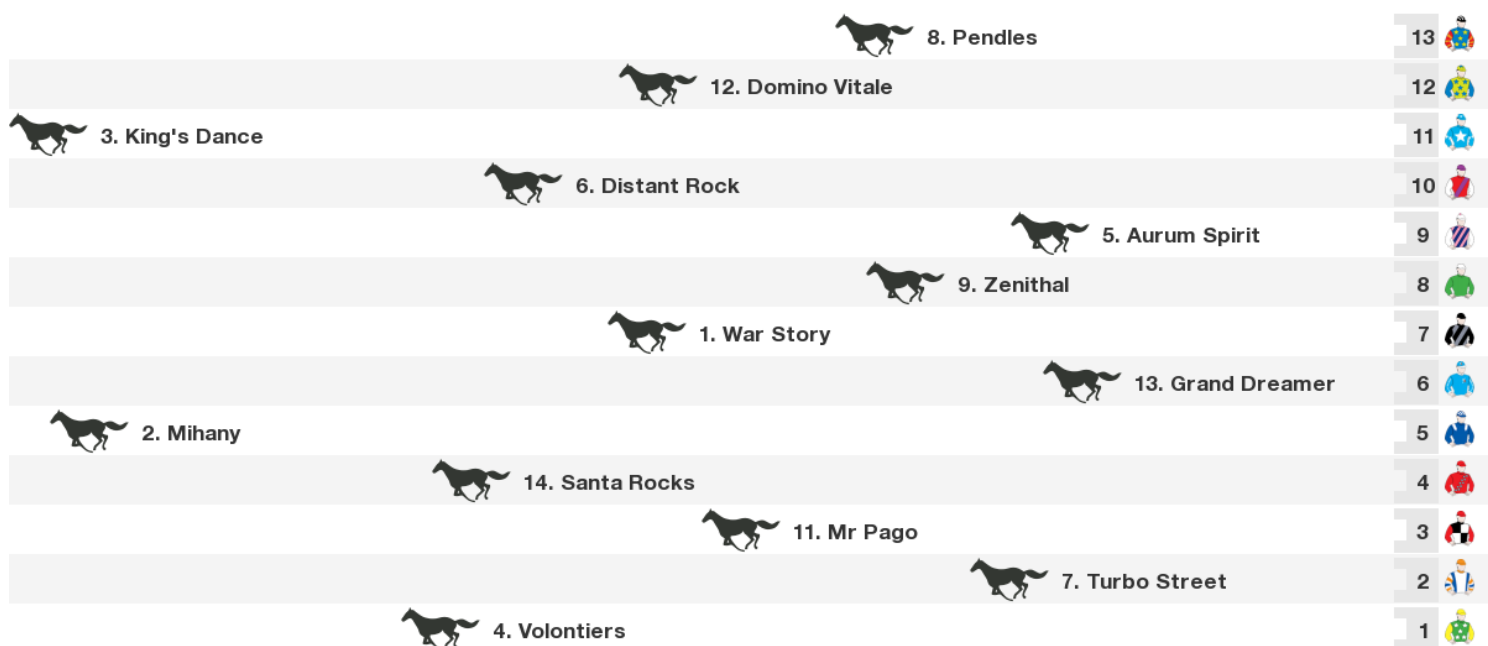 8. Pendles 13
12. Domino Vitale 12
3. King's Dance 11
6. Distant Rock 10
5. Aurum Spirit 9
9. Zenithal 8
1. War Story 7
13. Grand Dreamer 6
2. Mihany 5
14. Santa Rocks 4
11. Mr Pago 3
7. Turbo Street 2
4. Volontiers 1